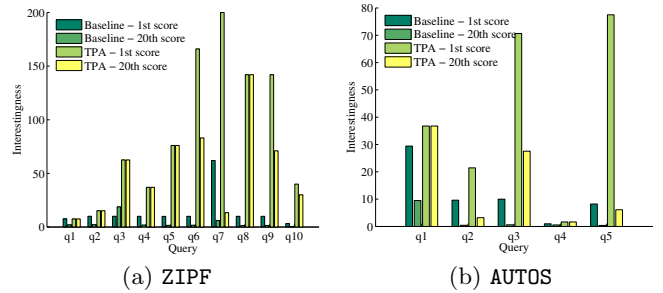 Baseline – 1st score
Baseline – 20th score
TPA – 1st score
TPA – 20th score
200
150
100
50
0
Interestingness
q1 q2 q3 q4 q5 q6 q7 q8 q9 q10
Query
(a) ZIPF
Baseline – 1st score
Baseline – 20th score
TPA – 1st score
TPA – 20th score
80
70
60
50
40
30
20
10
0
Interestingness
q1 q2 q3 q4 q5
Query
(b) AUTOS